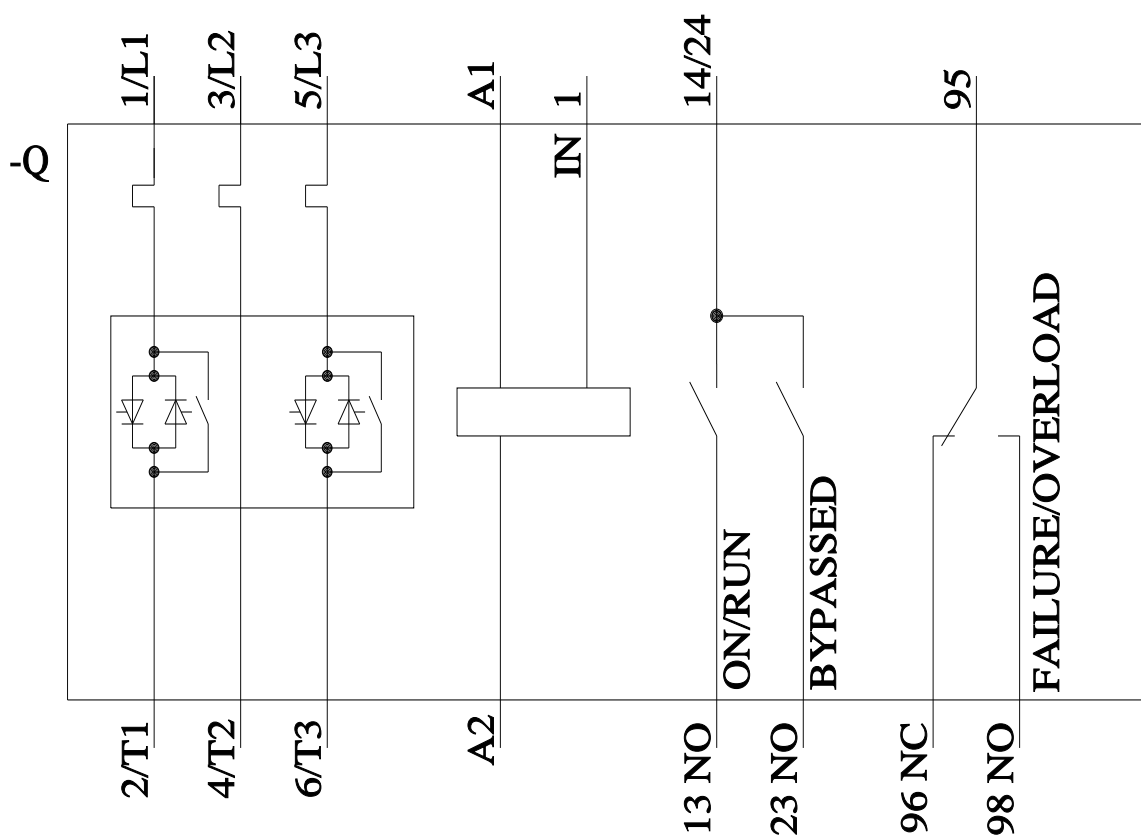 1/L1
3/L2
5/L3
A1
1
14/24
95
-Q
IN
ON/RUN
BYPASSED
FAILURE/OVERLOAD
2/T1
4/T2
6/T3
A2
13 NO
23 NO
96 NC
98 NO